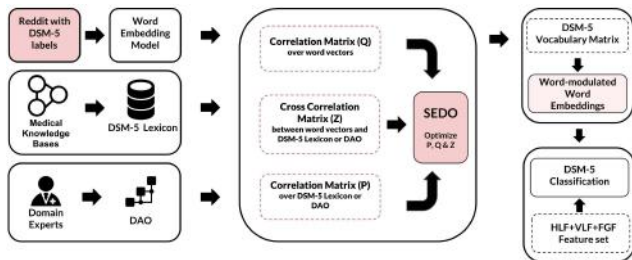 Reddit with
DSM-5
labels
Word
Embedding
Model
Medical
Knowledge
Bases
DSM-5 Lexicon
Domain
Experts
DAO
Correlation Matrix (Q)
over word vectors
Cross Correlation
Matrix (Z)
between word vectors and
DSM-5 Lexicon or DAO
Correlation Matrix (P)
over DSM-5 Lexicon or
DAO
SEDO
Optimize
P, Q & Z
DSM-5
Vocabulary Matrix
Word-modulated
Word
Embeddings
DSM-5
Classification
HLF+VLF+FGF
Feature set